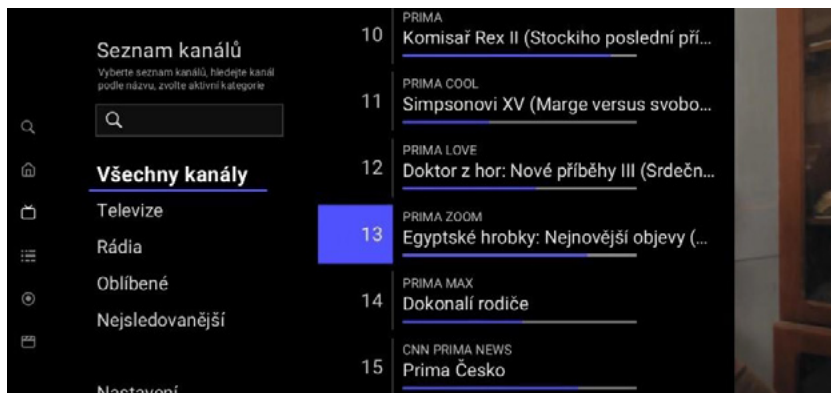 Seznam kanálů
Vyberte seznam kanálů, hledejte kanál
podle názvu, zvolte aktivní kategorie
Všechny kanály
Televize
Rádia
Oblíbené
Nejsledovanější
Nastavení
10
PRIMA
Komisař Rex II (Stockiho poslední pří...
11
PRIMA COOL
Simpsonovi XV (Marge versus svobo...
12
PRIMA LOVE
Doktor z hor: Nové příběhy III (Srdečn...
13
PRIMA ZOOM
Egyptské hrobky: Nejnovější objevy (...
14
PRIMA MAX
Dokonalí rodiče
15
CNN PRIMA NEWS
Prima Česko